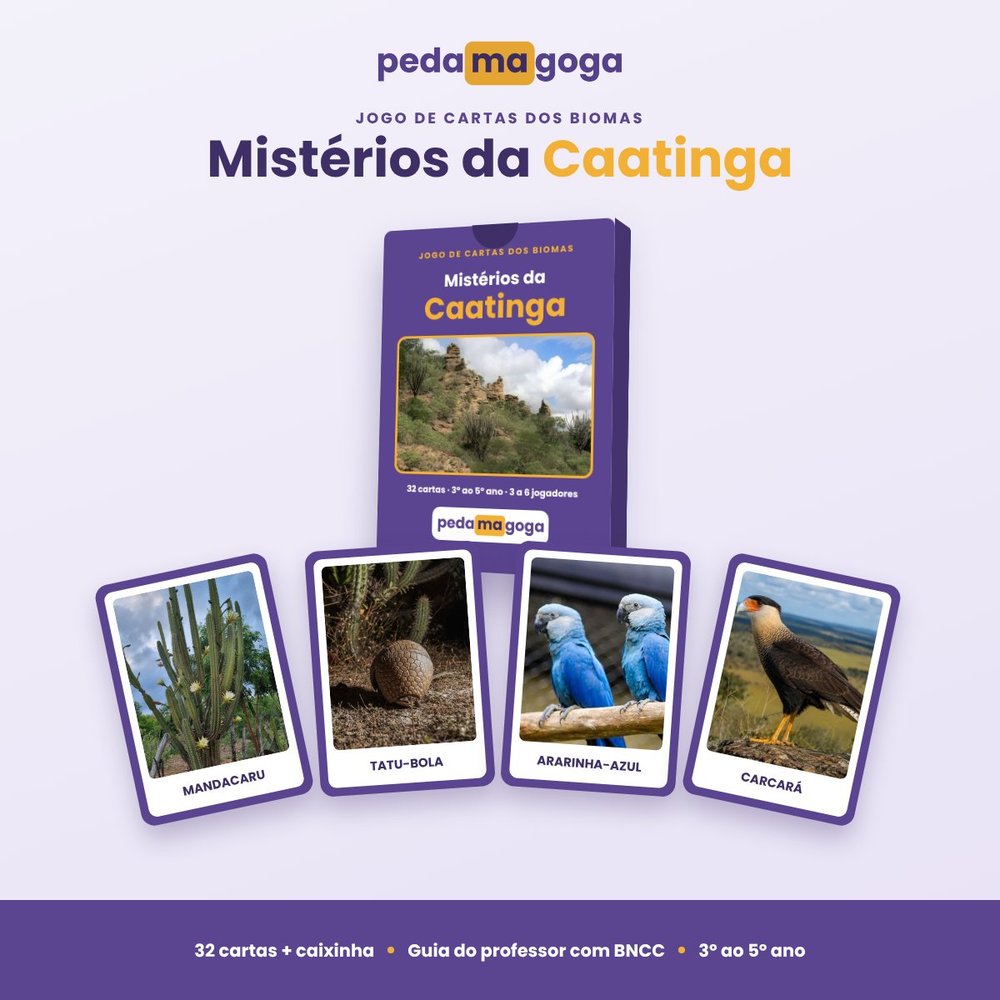 pedamagoga
JOGO DE CARTAS DOS BIOMAS
Mistérios da Caatinga
JOGO DE CARTAS DOS BIOMAS
Mistérios da
Caatinga
32 cartas · 3º ao 5º ano · 3 a 6 jogadores
pedamagoga
MANDACARU
TATU-BOLA
ARARINHA-AZUL
CARCARÁ
32 cartas + caixinha • Guia do professor com BNCC • 3º ao 5º ano